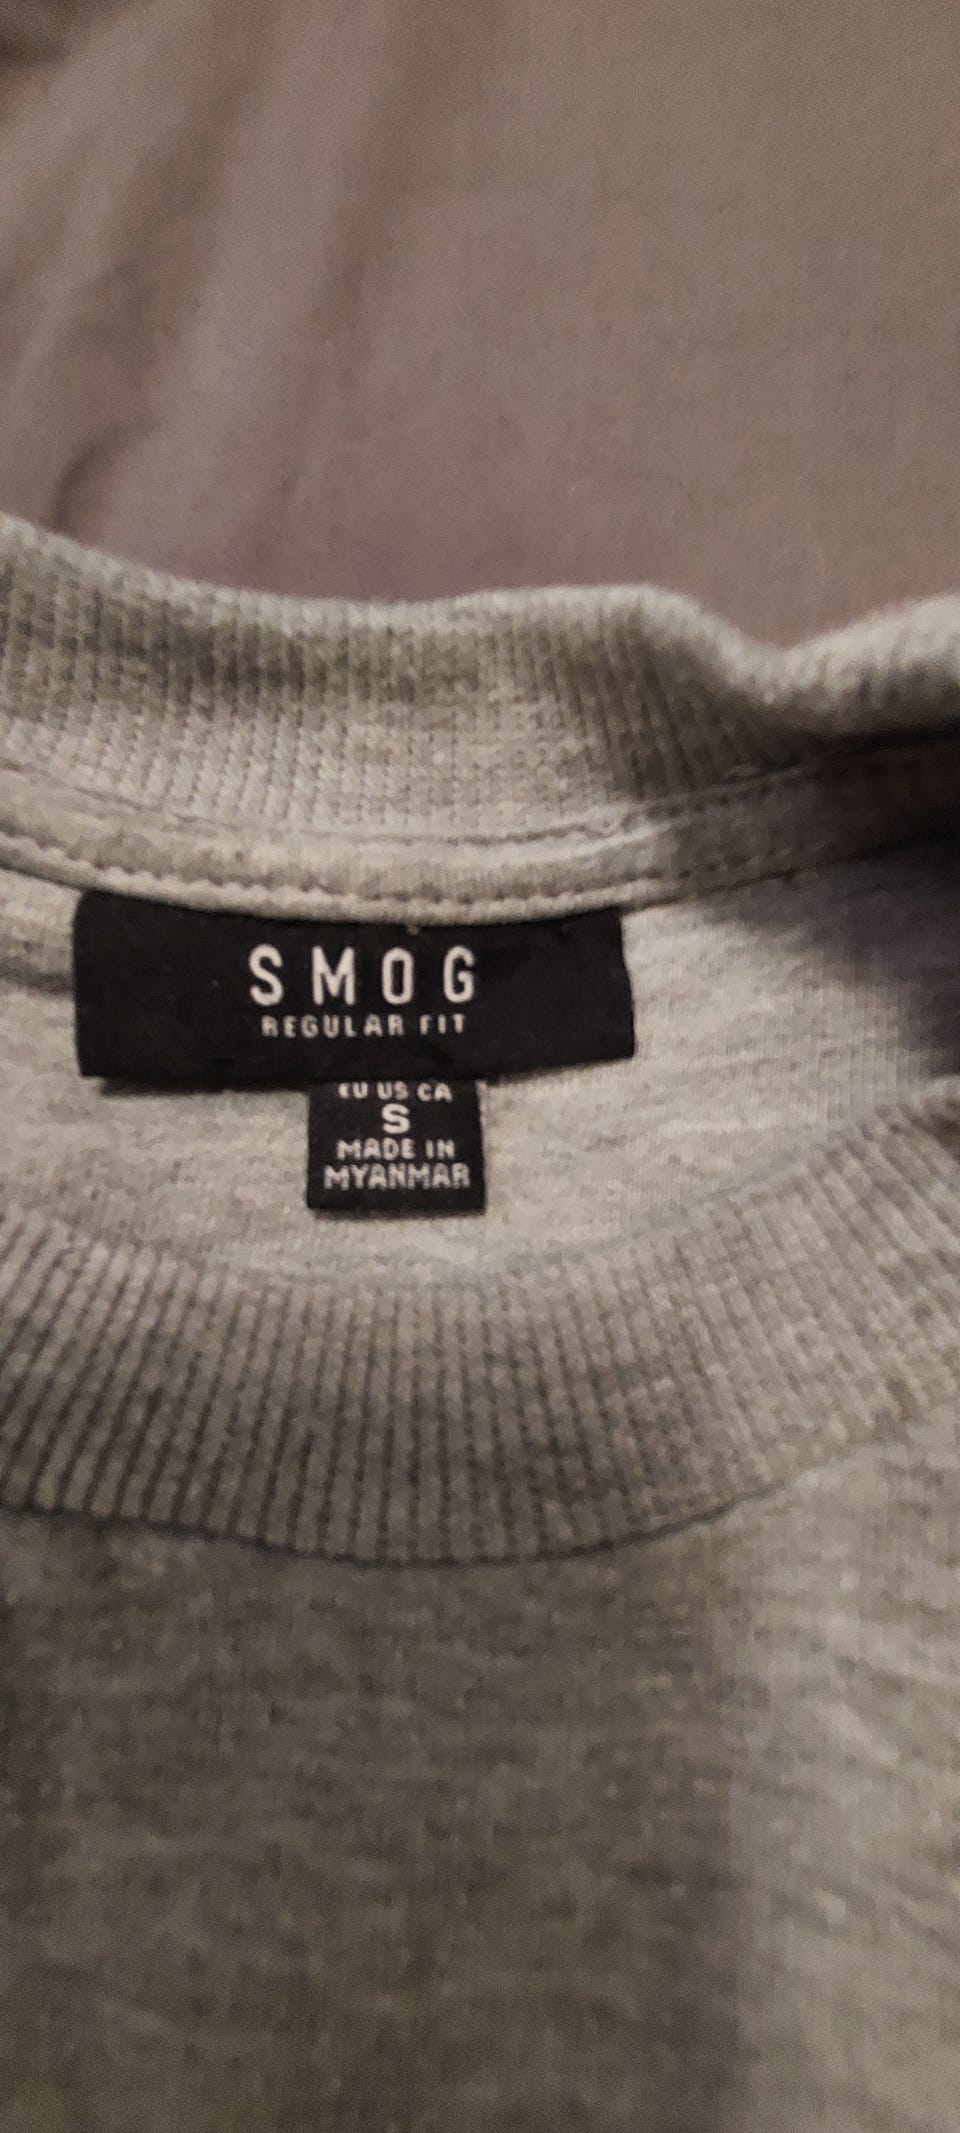 SMOG
REGULAR FIT
EU US CA
S
MADE IN
MYANMAR